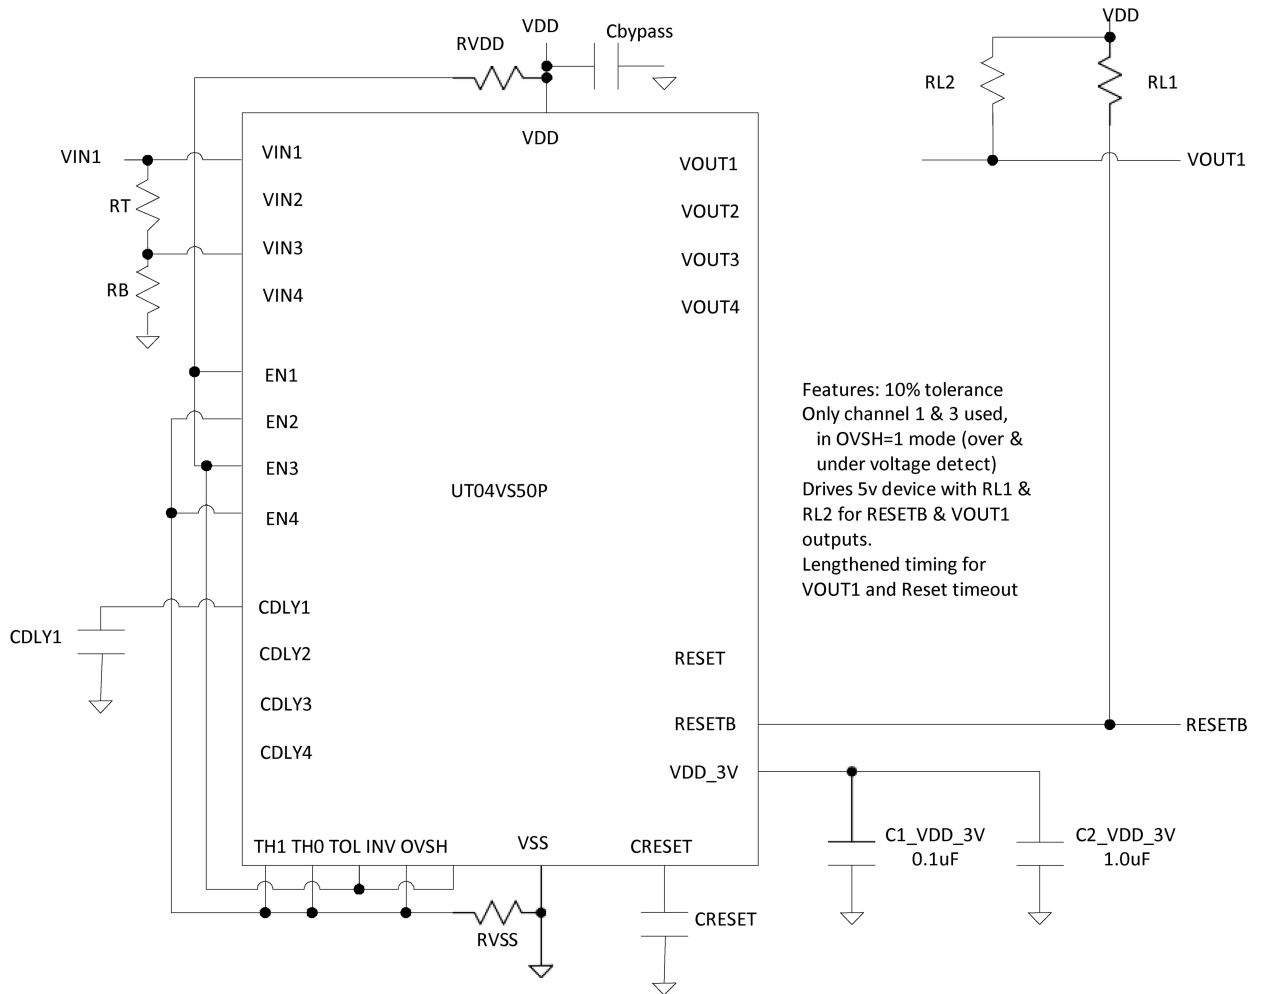 VDD
VDD
Cbypass
RVDD
RL2
RL1
VDD
VIN1
VIN1
VOUT1
VOUT1
RT
VIN2
VOUT2
VIN3
VOUT3
RB
VIN4
VOUT4
EN1
EN2
EN3
EN4
UT04VS50P
Features: 10% tolerance
Only channel 1 & 3 used,
in OVSH=1 mode (over &
under voltage detect)
Drives 5v device with RL1 &
RL2 for RESETB & VOUT1
outputs.
Lengthened timing for
VOUT1 and Reset timeout
CDLY1
CDLY1
CDLY2
CDLY3
CDLY4
RESET
RESETB
RESETB
VDD_3V
TH1 TH0 TOL INV OVSH
VSS
CRESET
C1_VDD_3V
0.1uF
C2_VDD_3V
1.0uF
RVSS
CRESET